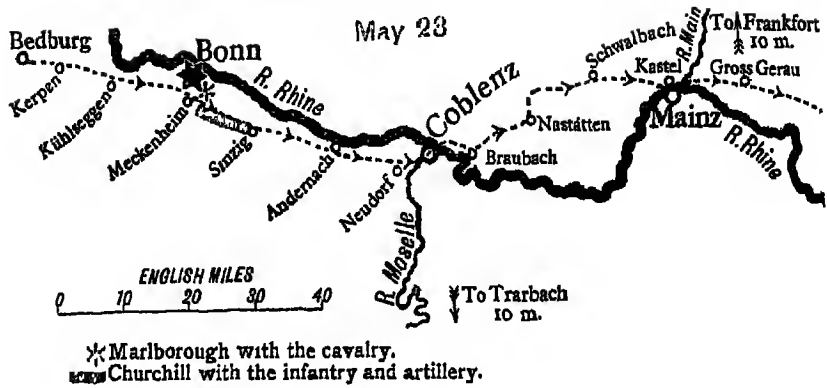 May 23
Bedburg
Kerpen
Kühlseggen
Bonn
Meckenheim
Sinzig
R. Rhine
Andernach
Neudorf
Coblenz
R. Moselle
Braubach
Nastätten
Schwalbach
Kastel
Mainz
R. Main
To Frankfort
10 m.
Gross Gerau
R. Rhine
ENGLISH MILES
0 10 20 30 40
To Trarbach
10 m.
Marlborough with the cavalry.
Churchill with the infantry and artillery.